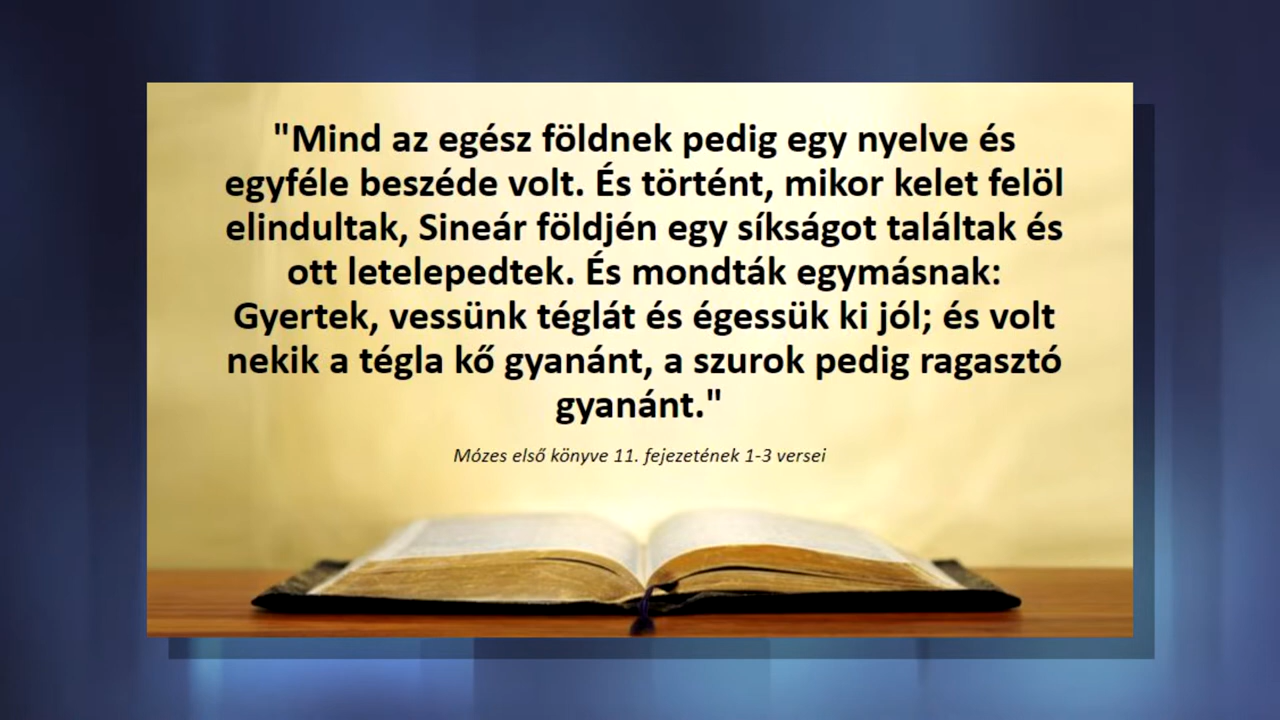 "Mind az egész földnek pedig egy nyelve és
egyféle beszéde volt. És történt, mikor kelet felöl
elindultak, Sineár földjén egy síkságot találtak és
ott letelepedtek. És mondták egymásnak:
Gyertek, vessünk téglát és égessük ki jól; és volt
nekik a tégla kő gyanánt, a szurok pedig ragasztó
gyanánt."
Mózes első könyve 11. fejezetének 1-3 versei